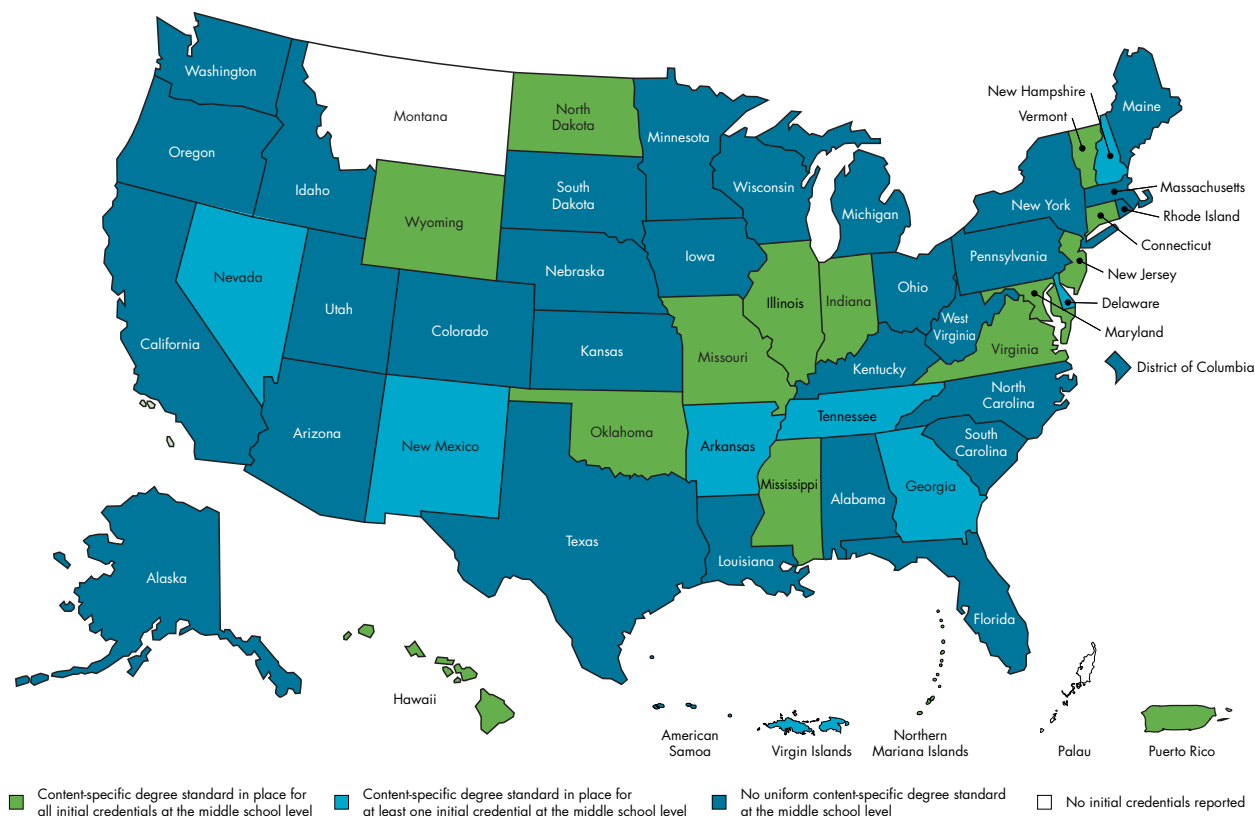 Washington
Oregon
California
Idaho
Nevada
Montana
Wyoming
Utah
Arizona
Colorado
New Mexico
North
Dakota
South
Dakota
Nebraska
Kansas
Oklahoma
Texas
Minnesota
Iowa
Missouri
Arkansas
Louisiana
Wisconsin
Illinois
Michigan
Indiana
Ohio
Kentucky
Tennessee
Mississippi
Alabama
Georgia
Florida
South
Carolina
North
Carolina
Virginia
West
Virginia
Pennsylvania
New York
Maine
New Hampshire
Vermont
Massachusetts
Rhode Island
Connecticut
New Jersey
Delaware
Maryland
District of Columbia
Alaska
Hawaii
American
Samoa
Virgin Islands
Northern
Mariana Islands
Palau
Puerto Rico
Content-specific degree standard in place for
all initial credentials at the middle school level
Content-specific degree standard in place for
at least one initial credential at the middle school level
No uniform content-specific degree standard
at the middle school level
No initial credentials reported